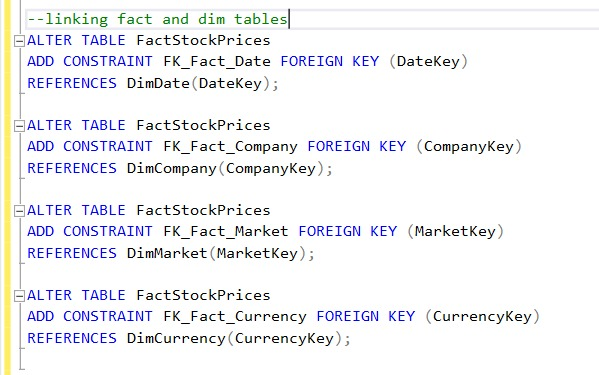 --linking fact and dim tables
ALTER TABLE FactStockPrices
ADD CONSTRAINT FK_Fact_Date FOREIGN KEY (DateKey)
REFERENCES DimDate(DateKey);
ALTER TABLE FactStockPrices
ADD CONSTRAINT FK_Fact_Company FOREIGN KEY (CompanyKey)
REFERENCES DimCompany(CompanyKey);
ALTER TABLE FactStockPrices
ADD CONSTRAINT FK_Fact_Market FOREIGN KEY (MarketKey)
REFERENCES DimMarket(MarketKey);
ALTER TABLE FactStockPrices
ADD CONSTRAINT FK_Fact_Currency FOREIGN KEY (CurrencyKey)
REFERENCES DimCurrency(CurrencyKey);